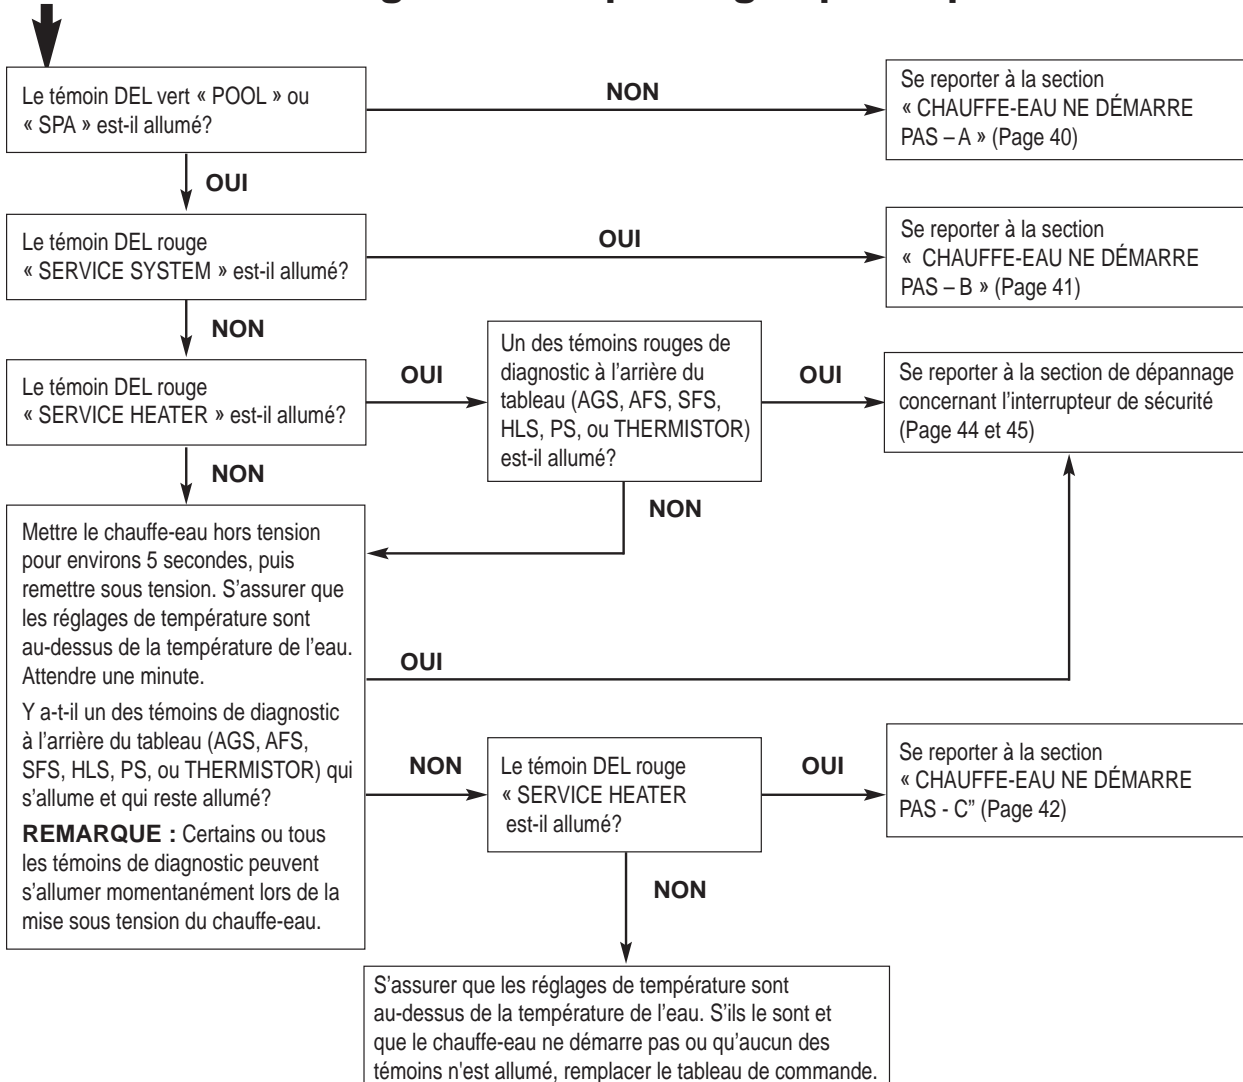 Le témoin DEL vert « POOL » ou
« SPA » est-il allumé?
NON
Se reporter à la section
« CHAUFFE-EAU NE DÉMARRE
PAS – A » (Page 40)
OUI
Le témoin DEL rouge
« SERVICE SYSTEM » est-il allumé?
OUI
Se reporter à la section
«  CHAUFFE-EAU NE DÉMARRE
PAS – B » (Page 41)
NON
Le témoin DEL rouge
« SERVICE HEATER » est-il allumé?
OUI
Un des témoins rouges de
diagnostic à l'arrière du
tableau (AGS, AFS, SFS,
HLS, PS, ou THERMISTOR)
est-il allumé?
OUI
Se reporter à la section de dépannage
concernant l'interrupteur de sécurité
(Page 44 et 45)
NON
NON
Mettre le chauffe-eau hors tension
pour environs 5 secondes, puis
remettre sous tension. S'assurer que
les réglages de température sont
au-dessus de la température de l'eau.
Attendre une minute.
Y a-t-il un des témoins de diagnostic
à l'arrière du tableau (AGS, AFS,
SFS, HLS, PS, ou THERMISTOR) qui
s'allume et qui reste allumé?
REMARQUE : Certains ou tous
les témoins de diagnostic peuvent
s'allumer momentanément lors de la
mise sous tension du chauffe-eau.
OUI
NON
Le témoin DEL rouge
« SERVICE HEATER
est-il allumé?
OUI
Se reporter à la section
« CHAUFFE-EAU NE DÉMARRE
PAS - C" (Page 42)
NON
S'assurer que les réglages de température sont
au-dessus de la température de l'eau. S'ils le sont et
que le chauffe-eau ne démarre pas ou qu'aucun des
témoins n'est allumé, remplacer le tableau de commande.